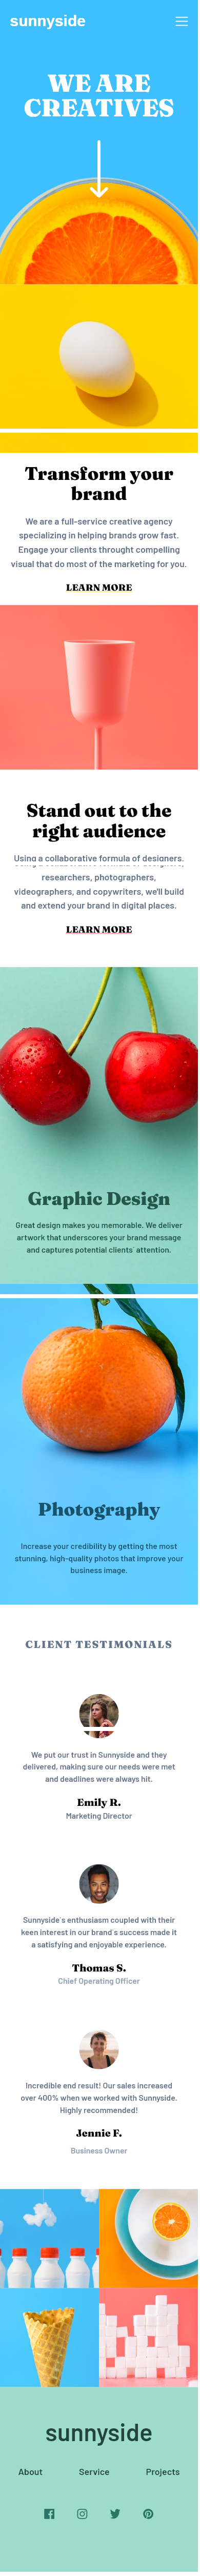 sunnyside
WE ARE
CREATIVES
Transform your
brand
We are a full-service creative agency
specializing in helping brands grow fast.
Engage your clients throught compelling
visual that do most of the marketing for you.
LEARN MORE
Stand out to the
right audience
Using a collaborative formula of designers,
researchers, photographers,
videographers, and copywriters, we'll build
and extend your brand in digital places.
LEARN MORE
Graphic Design
Great design makes you memorable. We deliver
artwork that underscores your brand message
and captures potential clients' attention.
Photography
Increase your credibility by getting the most
stunning, high-quality photos that improve your
business image.
CLIENT TESTIMONIALS
We put our trust in Sunnyside and they
delivered, making sure our needs were met
and deadlines were always hit.
Emily R.
Marketing Director
Sunnyside's enthusiasm coupled with their
keen interest in our brand's success made it
a satisfying and enjoyable experience.
Thomas S.
Chief Operating Officer
Incredible end result! Our sales increased
over 400% when we worked with Sunnyside.
Highly recommended!
Jennie F.
Business Owner
sunnyside
About Service Projects